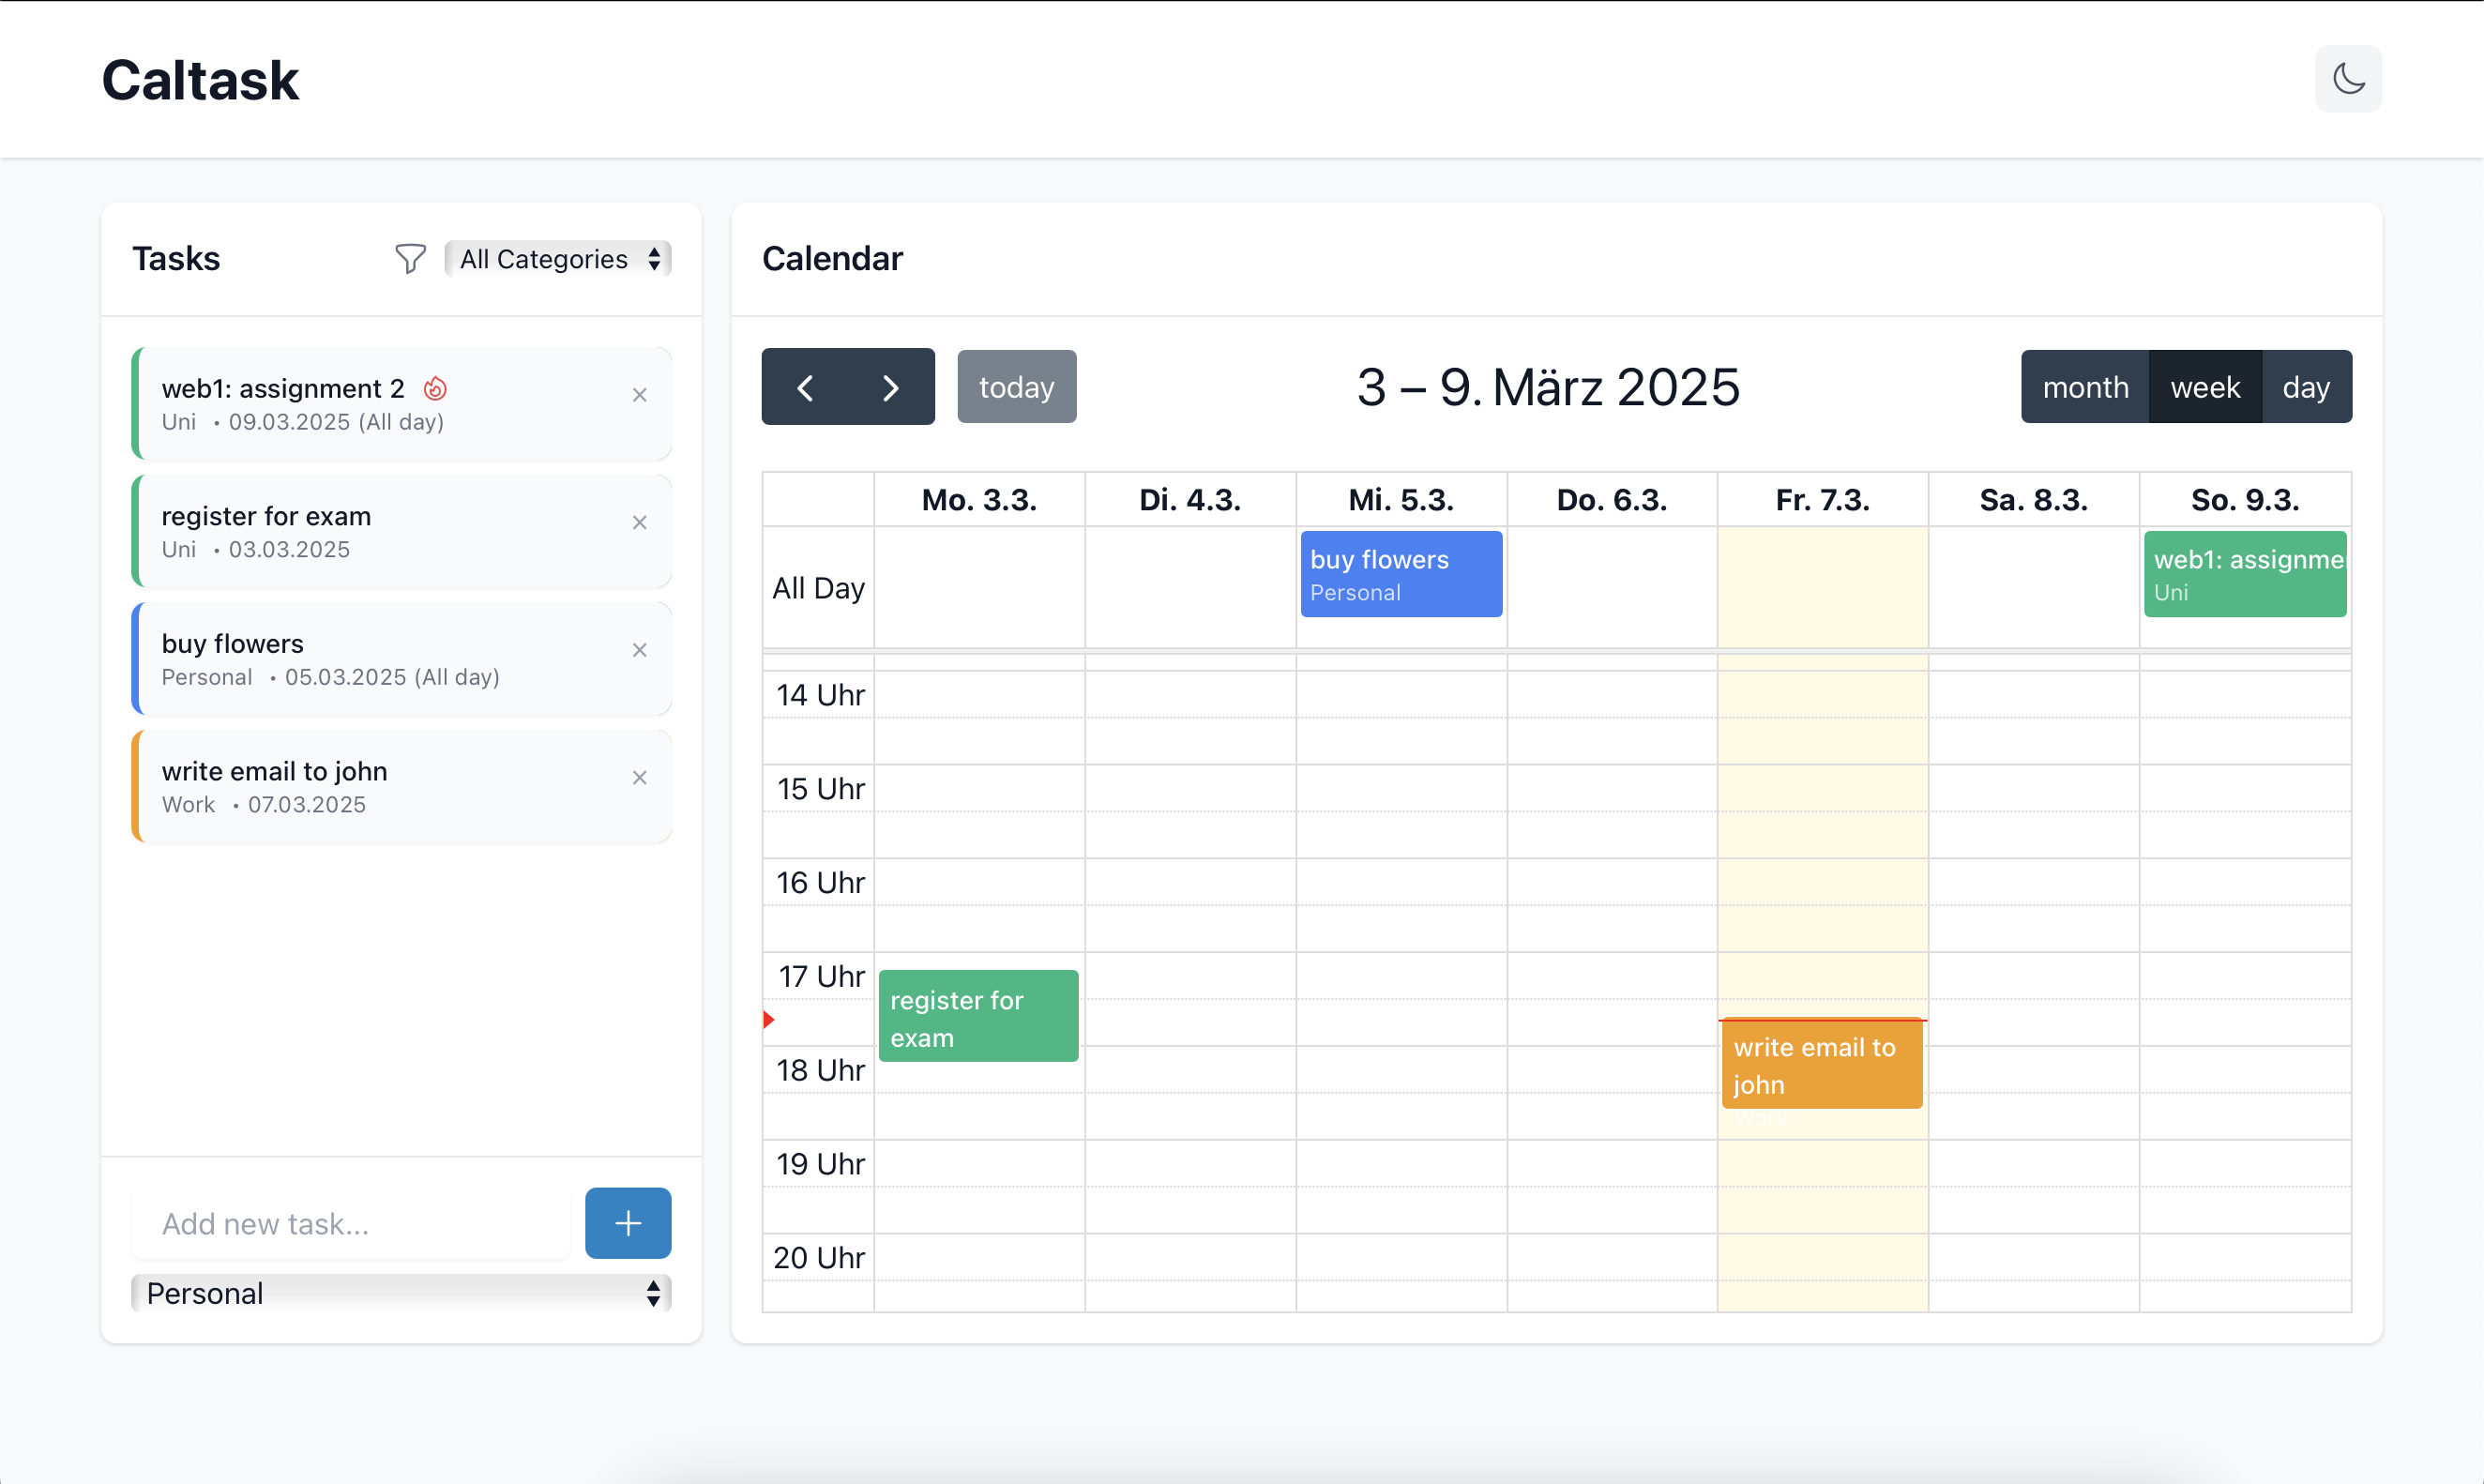 Caltask
Tasks
All Categories
web1: assignment 2
Uni • 09.03.2025 (All day)
register for exam
Uni • 03.03.2025
buy flowers
Personal • 05.03.2025 (All day)
write email to john
Work • 07.03.2025
Add new task...
Personal
Calendar
today
3 – 9. März 2025
month week day
Mo. 3.3. Di. 4.3. Mi. 5.3. Do. 6.3. Fr. 7.3. Sa. 8.3. So. 9.3.
All Day
buy flowers
Personal
web1: assignme
Uni
14 Uhr
15 Uhr
16 Uhr
17 Uhr
register for
exam
18 Uhr
write email to
john
Work
19 Uhr
20 Uhr